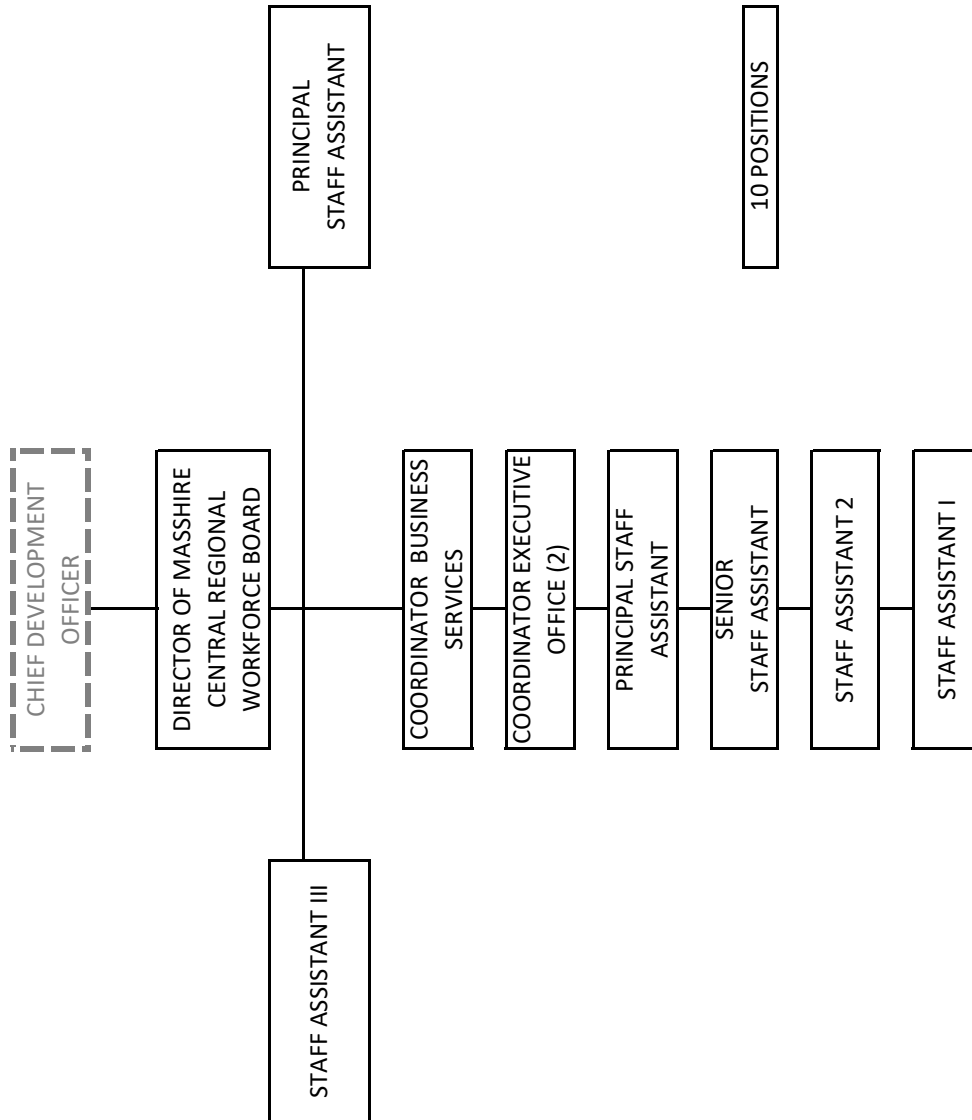 CHIEF DEVELOPMENT
OFFICER
DIRECTOR OF MASSHIRE
CENTRAL REGIONAL
WORKFORCE BOARD
STAFF ASSISTANT III
PRINCIPAL
STAFF ASSISTANT
COORDINATOR BUSINESS
SERVICES
COORDINATOR EXECUTIVE
OFFICE (2)
PRINCIPAL STAFF
ASSISTANT
SENIOR
STAFF ASSISTANT
STAFF ASSISTANT 2
STAFF ASSISTANT I
10 POSITIONS